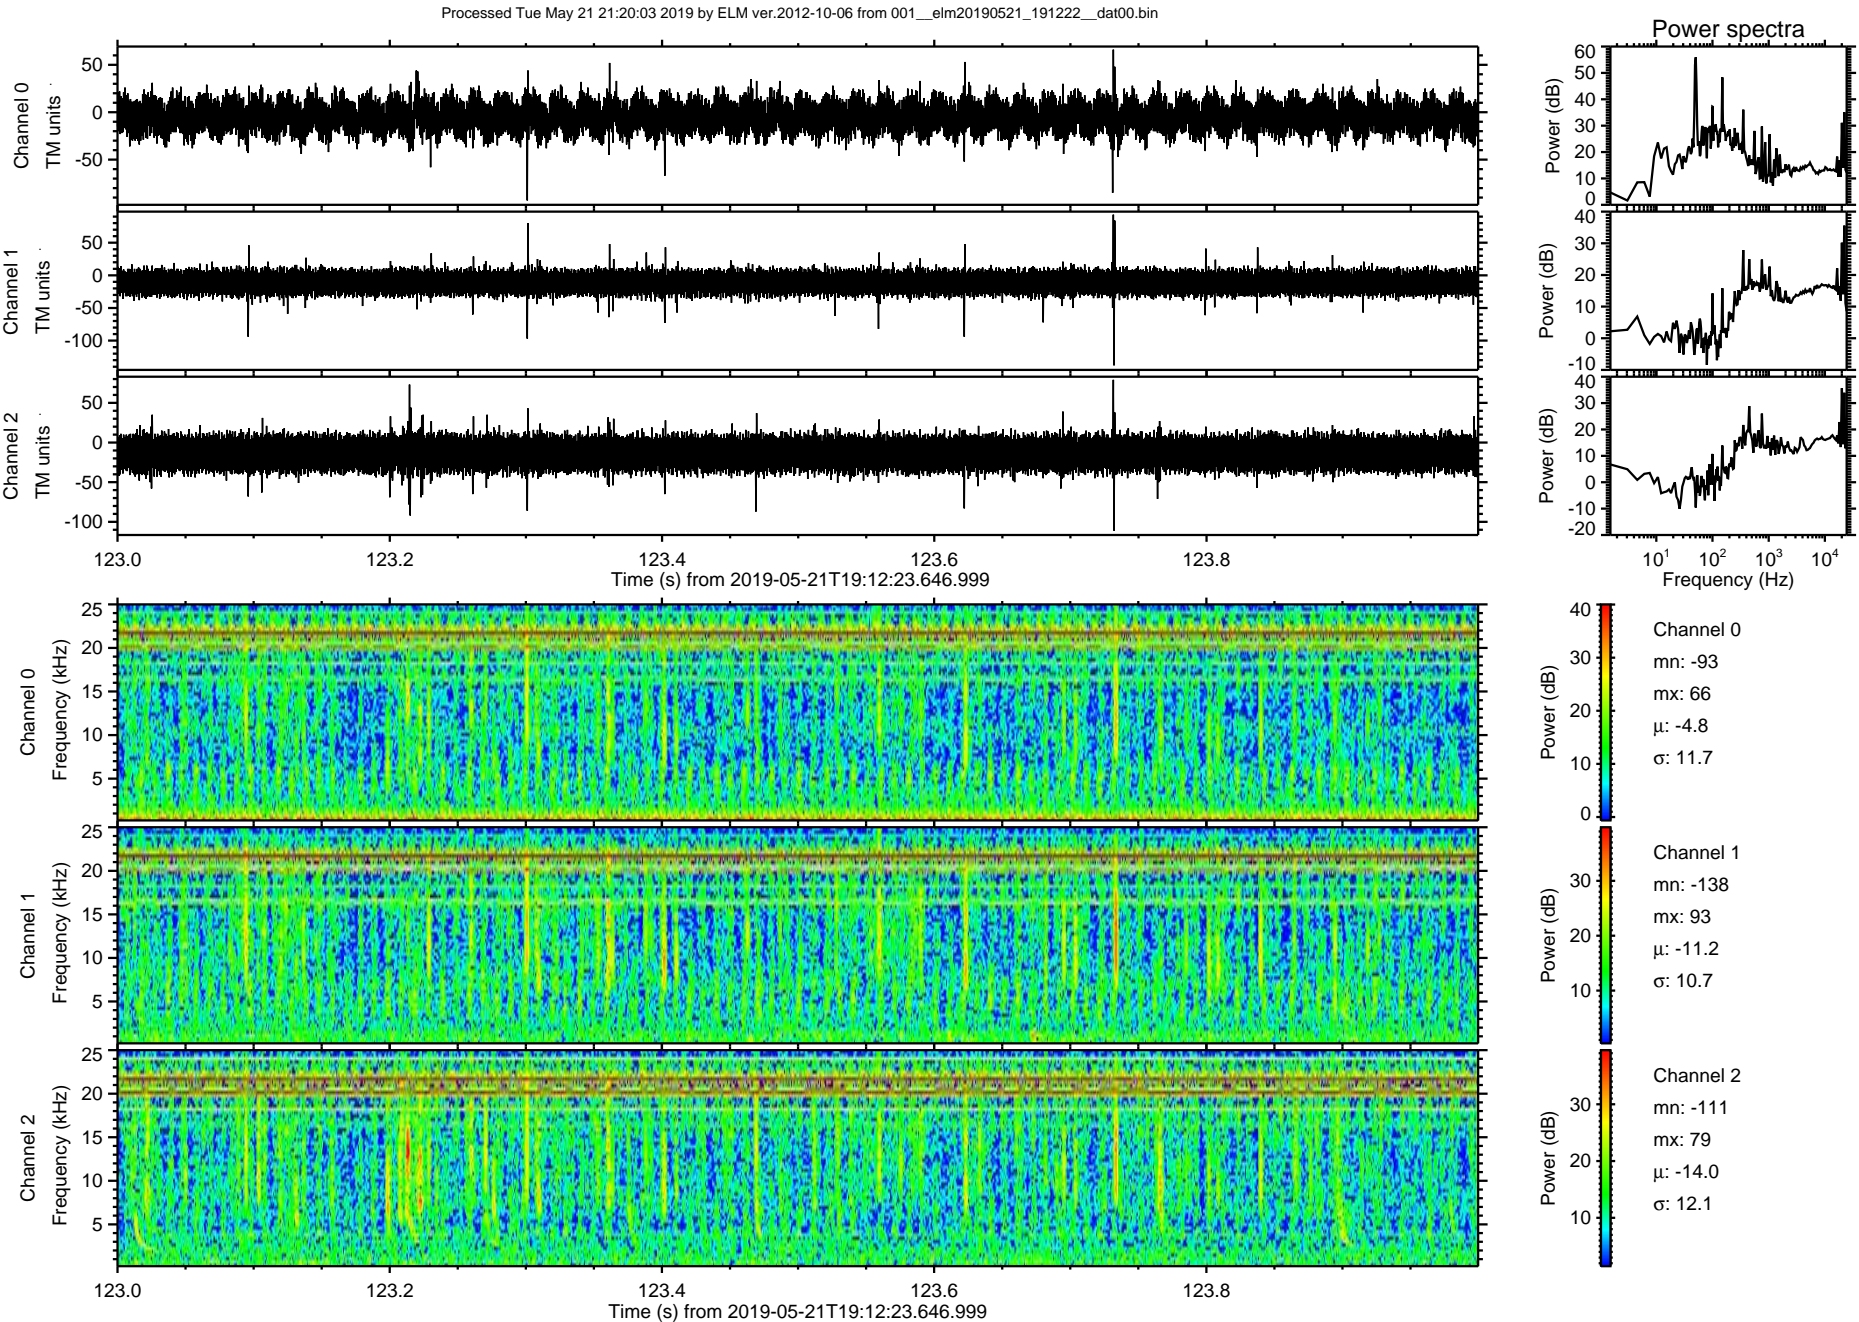 Processed Tue May 21 21:20:03 2019 by ELM ver.2012-10-06 from 001__elm20190521_191222__dat00.bin
Power spectra
Channel 0
TM units
50
0
-50
Power (dB)
60
50
40
30
20
10
0
Channel 1
TM units
50
0
-50
-100
Power (dB)
40
30
20
10
0
-10
Channel 2
TM units
50
0
-50
-100
Power (dB)
40
30
20
10
0
-10
-20
123.0 123.2 123.4 123.6 123.8
Time (s) from 2019-05-21T19:12:23.646.999
10¹ 10² 10³ 10⁴
Frequency (Hz)
Channel 0
Frequency (kHz)
25
20
15
10
5
Power (dB)
40
30
20
10
0
Channel 0
mn: -93
mx: 66
µ: -4.8
σ: 11.7
Channel 1
Frequency (kHz)
25
20
15
10
5
Power (dB)
30
20
10
Channel 1
mn: -138
mx: 93
µ: -11.2
σ: 10.7
Channel 2
Frequency (kHz)
25
20
15
10
5
Power (dB)
30
20
10
Channel 2
mn: -111
mx: 79
µ: -14.0
σ: 12.1
123.0 123.2 123.4 123.6 123.8
Time (s) from 2019-05-21T19:12:23.646.999